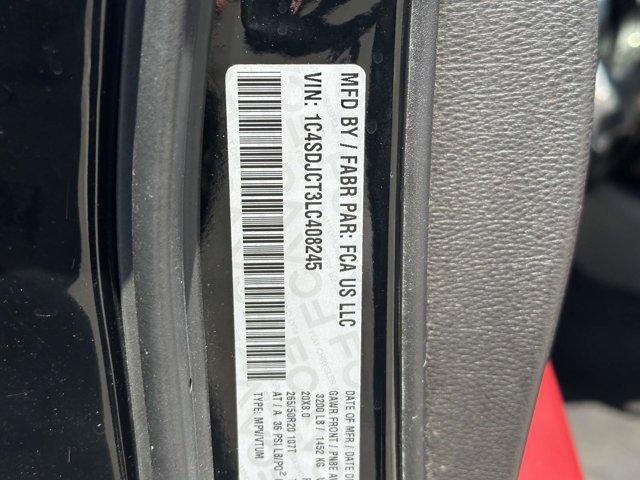 MFD BY / FABR PAR: FCA US LLC
VIN: 1C4SDJCT3LC408245
DATE OF MFR / DATE
GAWR FRONT / PNBE AV
3200 LB / 1452 KG
20X8.0
265/50R20 107T
AT / A 36 PSI LB/PO²
TYPE: MPV/VTUM